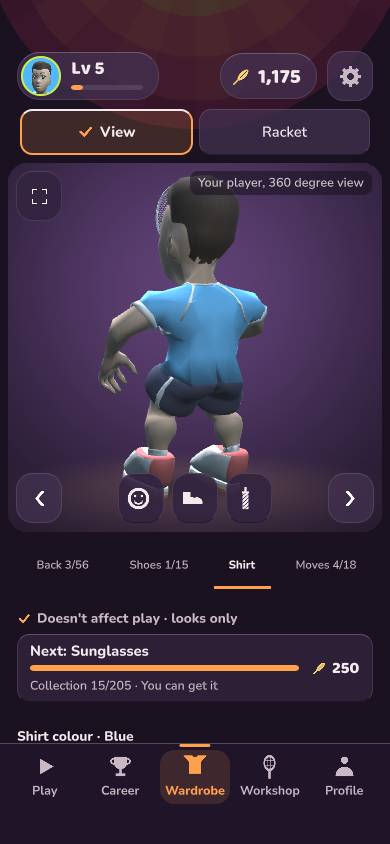 Lv 5
1,175
View
Racket
Your player, 360 degree view
Back 3/56
Shoes 1/15
Shirt
Moves 4/18
Doesn't affect play · looks only
Next: Sunglasses
250
Collection 15/205 · You can get it
Shirt colour · Blue
Play
Career
Wardrobe
Workshop
Profile